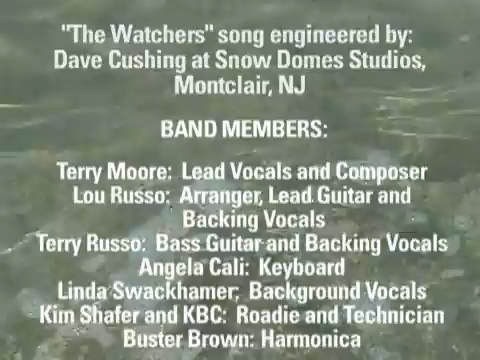 "The Watchers" song engineered by:
Dave Cushing at Snow Domes Studios,
Montclair, NJ
BAND MEMBERS:
Terry Moore: Lead Vocals and Composer
Lou Russo: Arranger, Lead Guitar and
Backing Vocals
Terry Russo: Bass Guitar and Backing Vocals
Angela Cali: Keyboard
Linda Swackhamer: Background Vocals
Kim Shafer and KBC: Roadie and Technician
Buster Brown: Harmonica